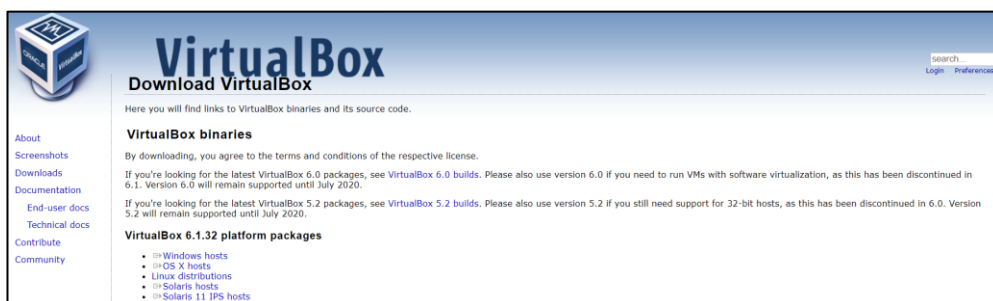 VirtualBox
search...
Login Preferences
Download VirtualBox
Here you will find links to VirtualBox binaries and its source code.
About
Screenshots
Downloads
Documentation
End-user docs
Technical docs
Contribute
Community
VirtualBox binaries
By downloading, you agree to the terms and conditions of the respective license.
If you're looking for the latest VirtualBox 6.0 packages, see VirtualBox 6.0 builds. Please also use version 6.0 if you need to run VMs with software virtualization, as this has been discontinued in
6.1. Version 6.0 will remain supported until July 2020.
If you're looking for the latest VirtualBox 5.2 packages, see VirtualBox 5.2 builds. Please also use version 5.2 if you still need support for 32-bit hosts, as this has been discontinued in 6.0. Version
5.2 will remain supported until July 2020.
VirtualBox 6.1.32 platform packages
Windows hosts
OS X hosts
Linux distributions
Solaris hosts
Solaris 11 IPS hosts
ORACLE
VirtualBox